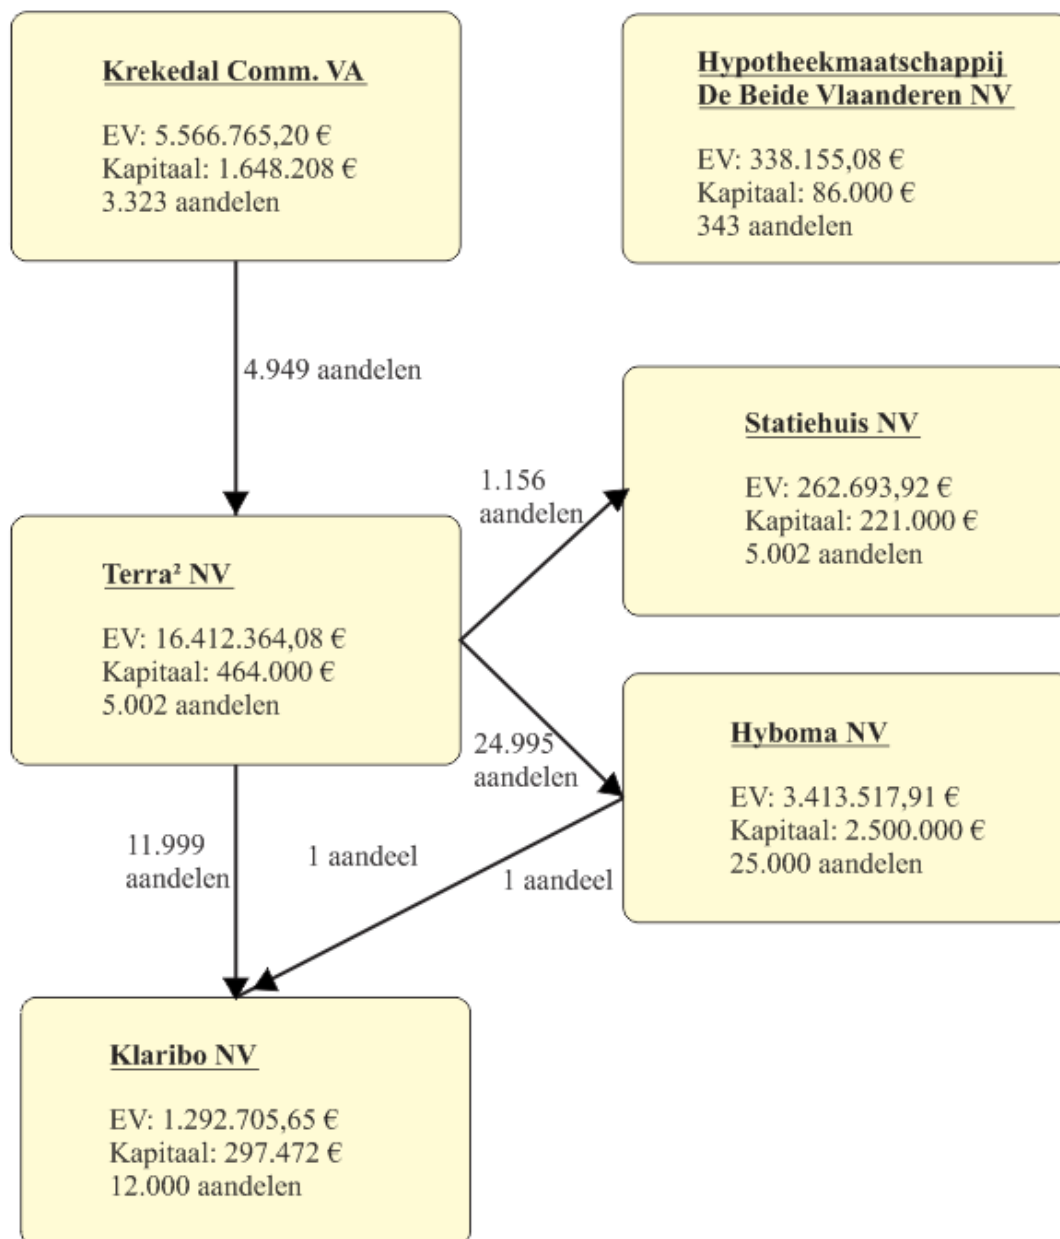 Krekedal Comm. VA
EV: 5.566.765,20 €
Kapitaal: 1.648.208 €
3.323 aandelen
Hypotheekmaatschappij
De Beide Vlaanderen NV
EV: 338.155,08 €
Kapitaal: 86.000 €
343 aandelen
4.949 aandelen
1.156
aandelen
Statiehuis NV
EV: 262.693,92 €
Kapitaal: 221.000 €
5.002 aandelen
Terra² NV
EV: 16.412.364,08 €
Kapitaal: 464.000 €
5.002 aandelen
24.995
aandelen
Hyboma NV
EV: 3.413.517,91 €
Kapitaal: 2.500.000 €
25.000 aandelen
11.999
aandelen
1 aandeel
1 aandeel
Klaribo NV
EV: 1.292.705,65 €
Kapitaal: 297.472 €
12.000 aandelen